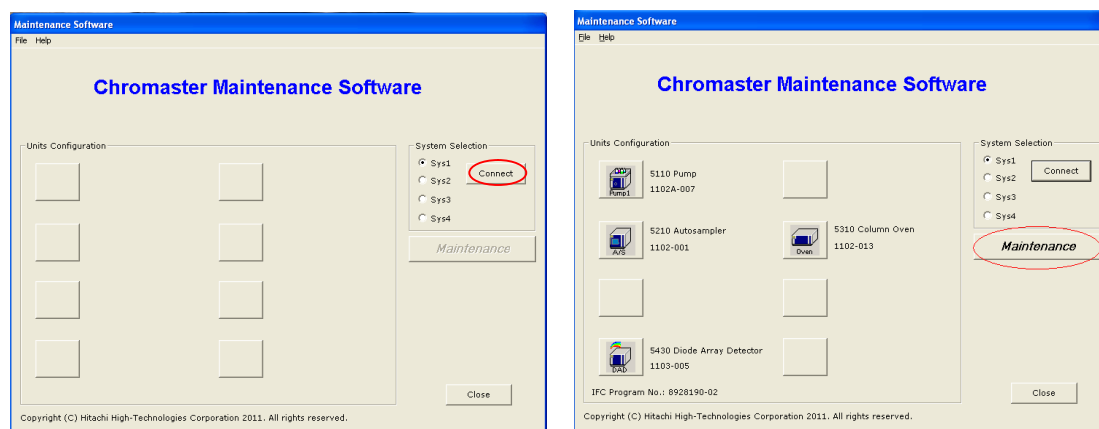 Maintenance Software
File Help
Chromaster Maintenance Software
Units Configuration
System Selection
Sys1
Sys2
Sys3
Sys4
Connect
Maintenance
Close
Copyright (C) Hitachi High-Technologies Corporation 2011. All rights reserved.
Maintenance Software
File Help
Chromaster Maintenance Software
Units Configuration
Pump1
5110 Pump
1102A-007
A/S
5210 Autosampler
1102-001
Oven
5310 Column Oven
1102-013
DAD
5430 Diode Array Detector
1103-005
IFC Program No.: 8928190-02
System Selection
Sys1
Sys2
Sys3
Sys4
Connect
Maintenance
Close
Copyright (C) Hitachi High-Technologies Corporation 2011. All rights reserved.